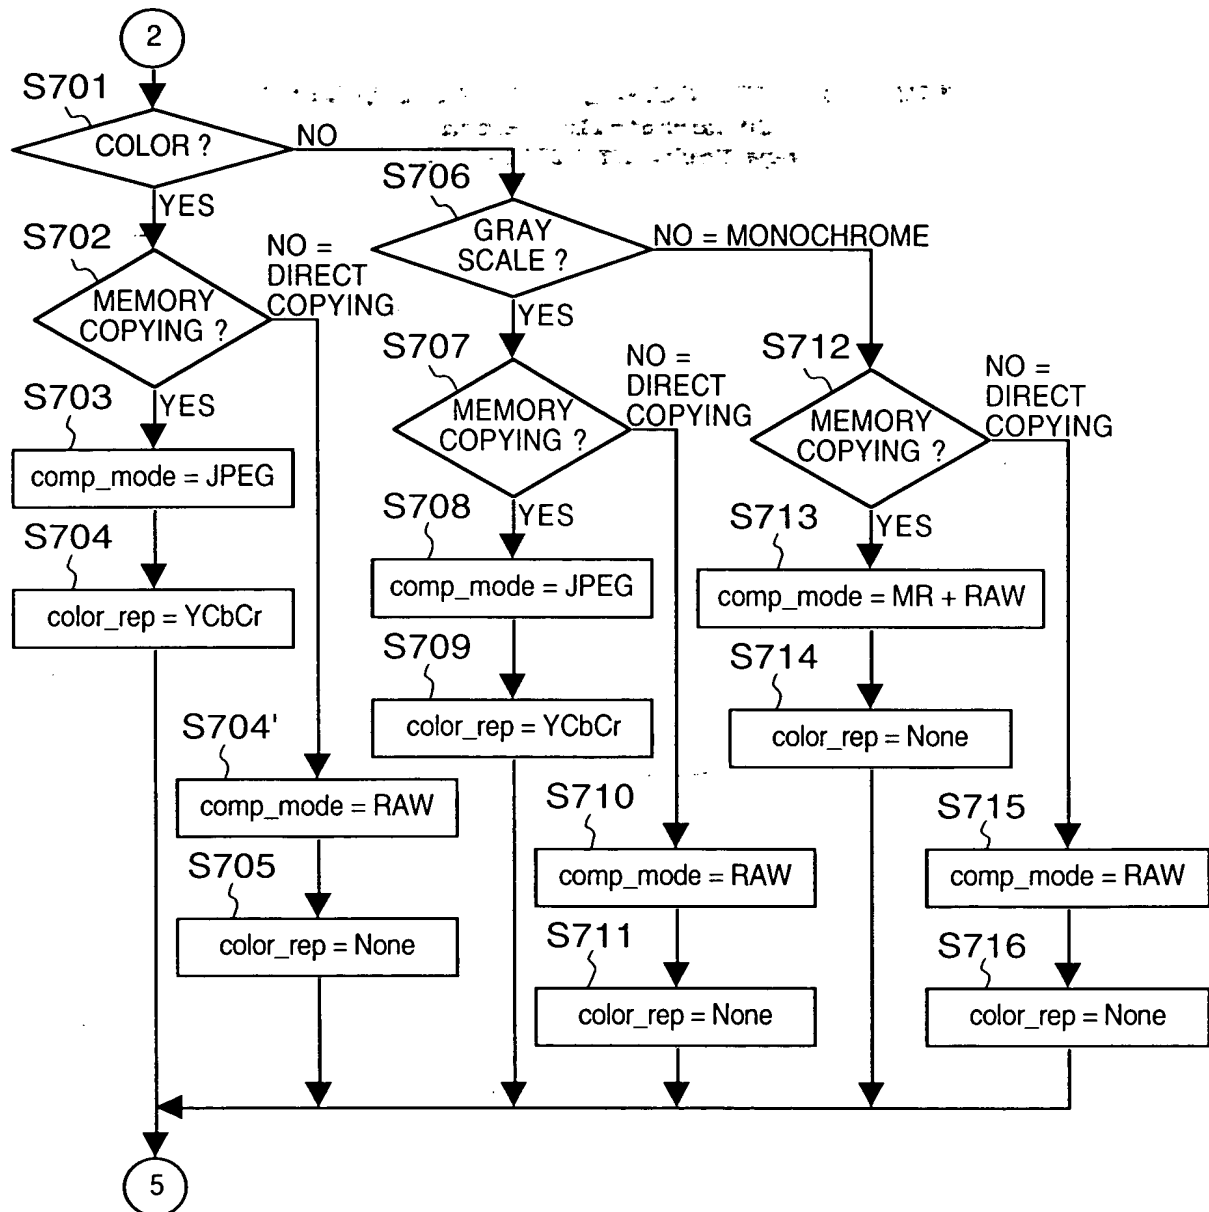 2
S701
COLOR ?
NO
YES
S702
MEMORY
COPYING ?
NO =
DIRECT
COPYING
YES
S703
comp_mode = JPEG
S704
color_rep = YCbCr
S704'
comp_mode = RAW
S705
color_rep = None
S706
GRAY
SCALE ?
NO = MONOCHROME
YES
S707
MEMORY
COPYING ?
NO =
DIRECT
COPYING
YES
S708
comp_mode = JPEG
S709
color_rep = YCbCr
S710
comp_mode = RAW
S711
color_rep = None
S712
MEMORY
COPYING ?
NO =
DIRECT
COPYING
YES
S713
comp_mode = MR + RAW
S714
color_rep = None
S715
comp_mode = RAW
S716
color_rep = None
5